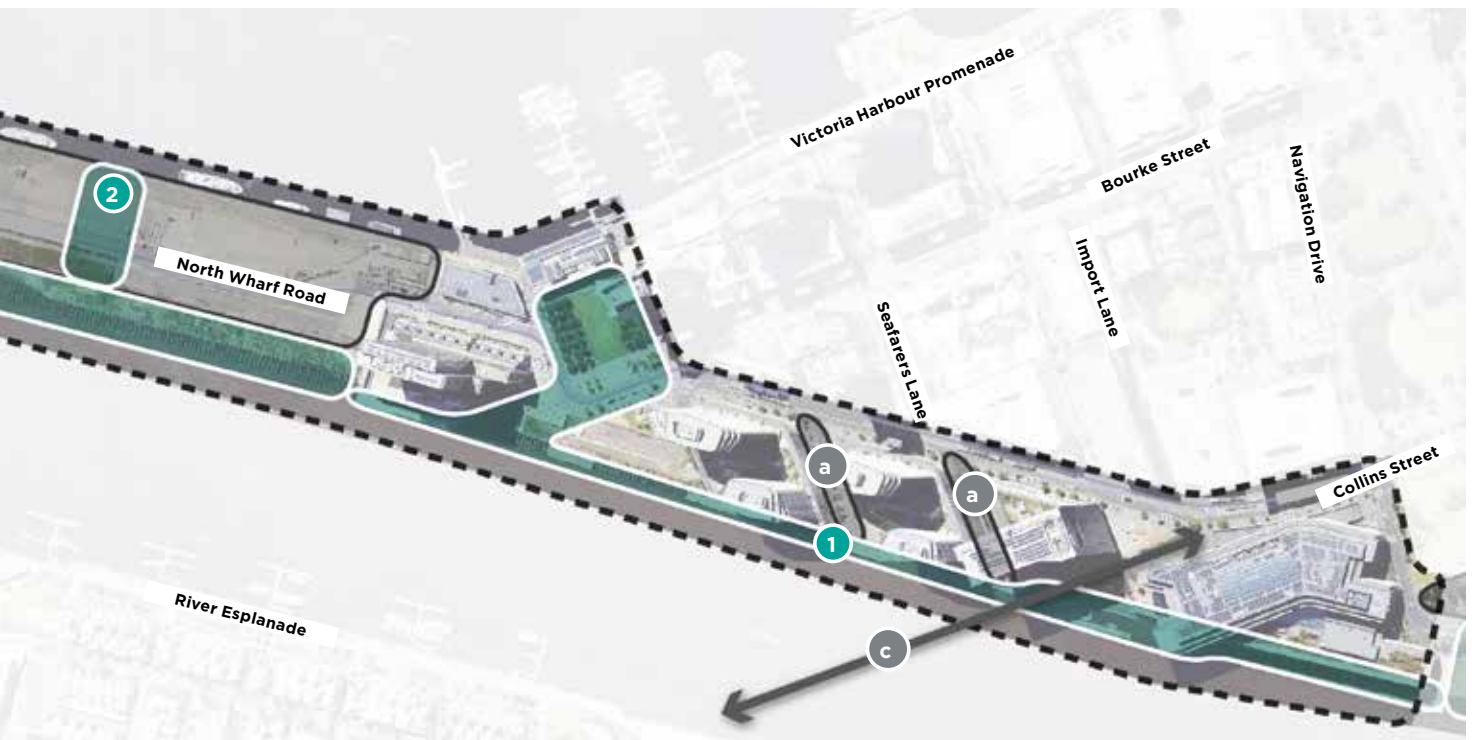 Victoria Harbour Promenade
Bourke Street
Navigation Drive
2
North Wharf Road
Import Lane
Seafarers Lane
a
a
Collins Street
1
River Esplanade
c